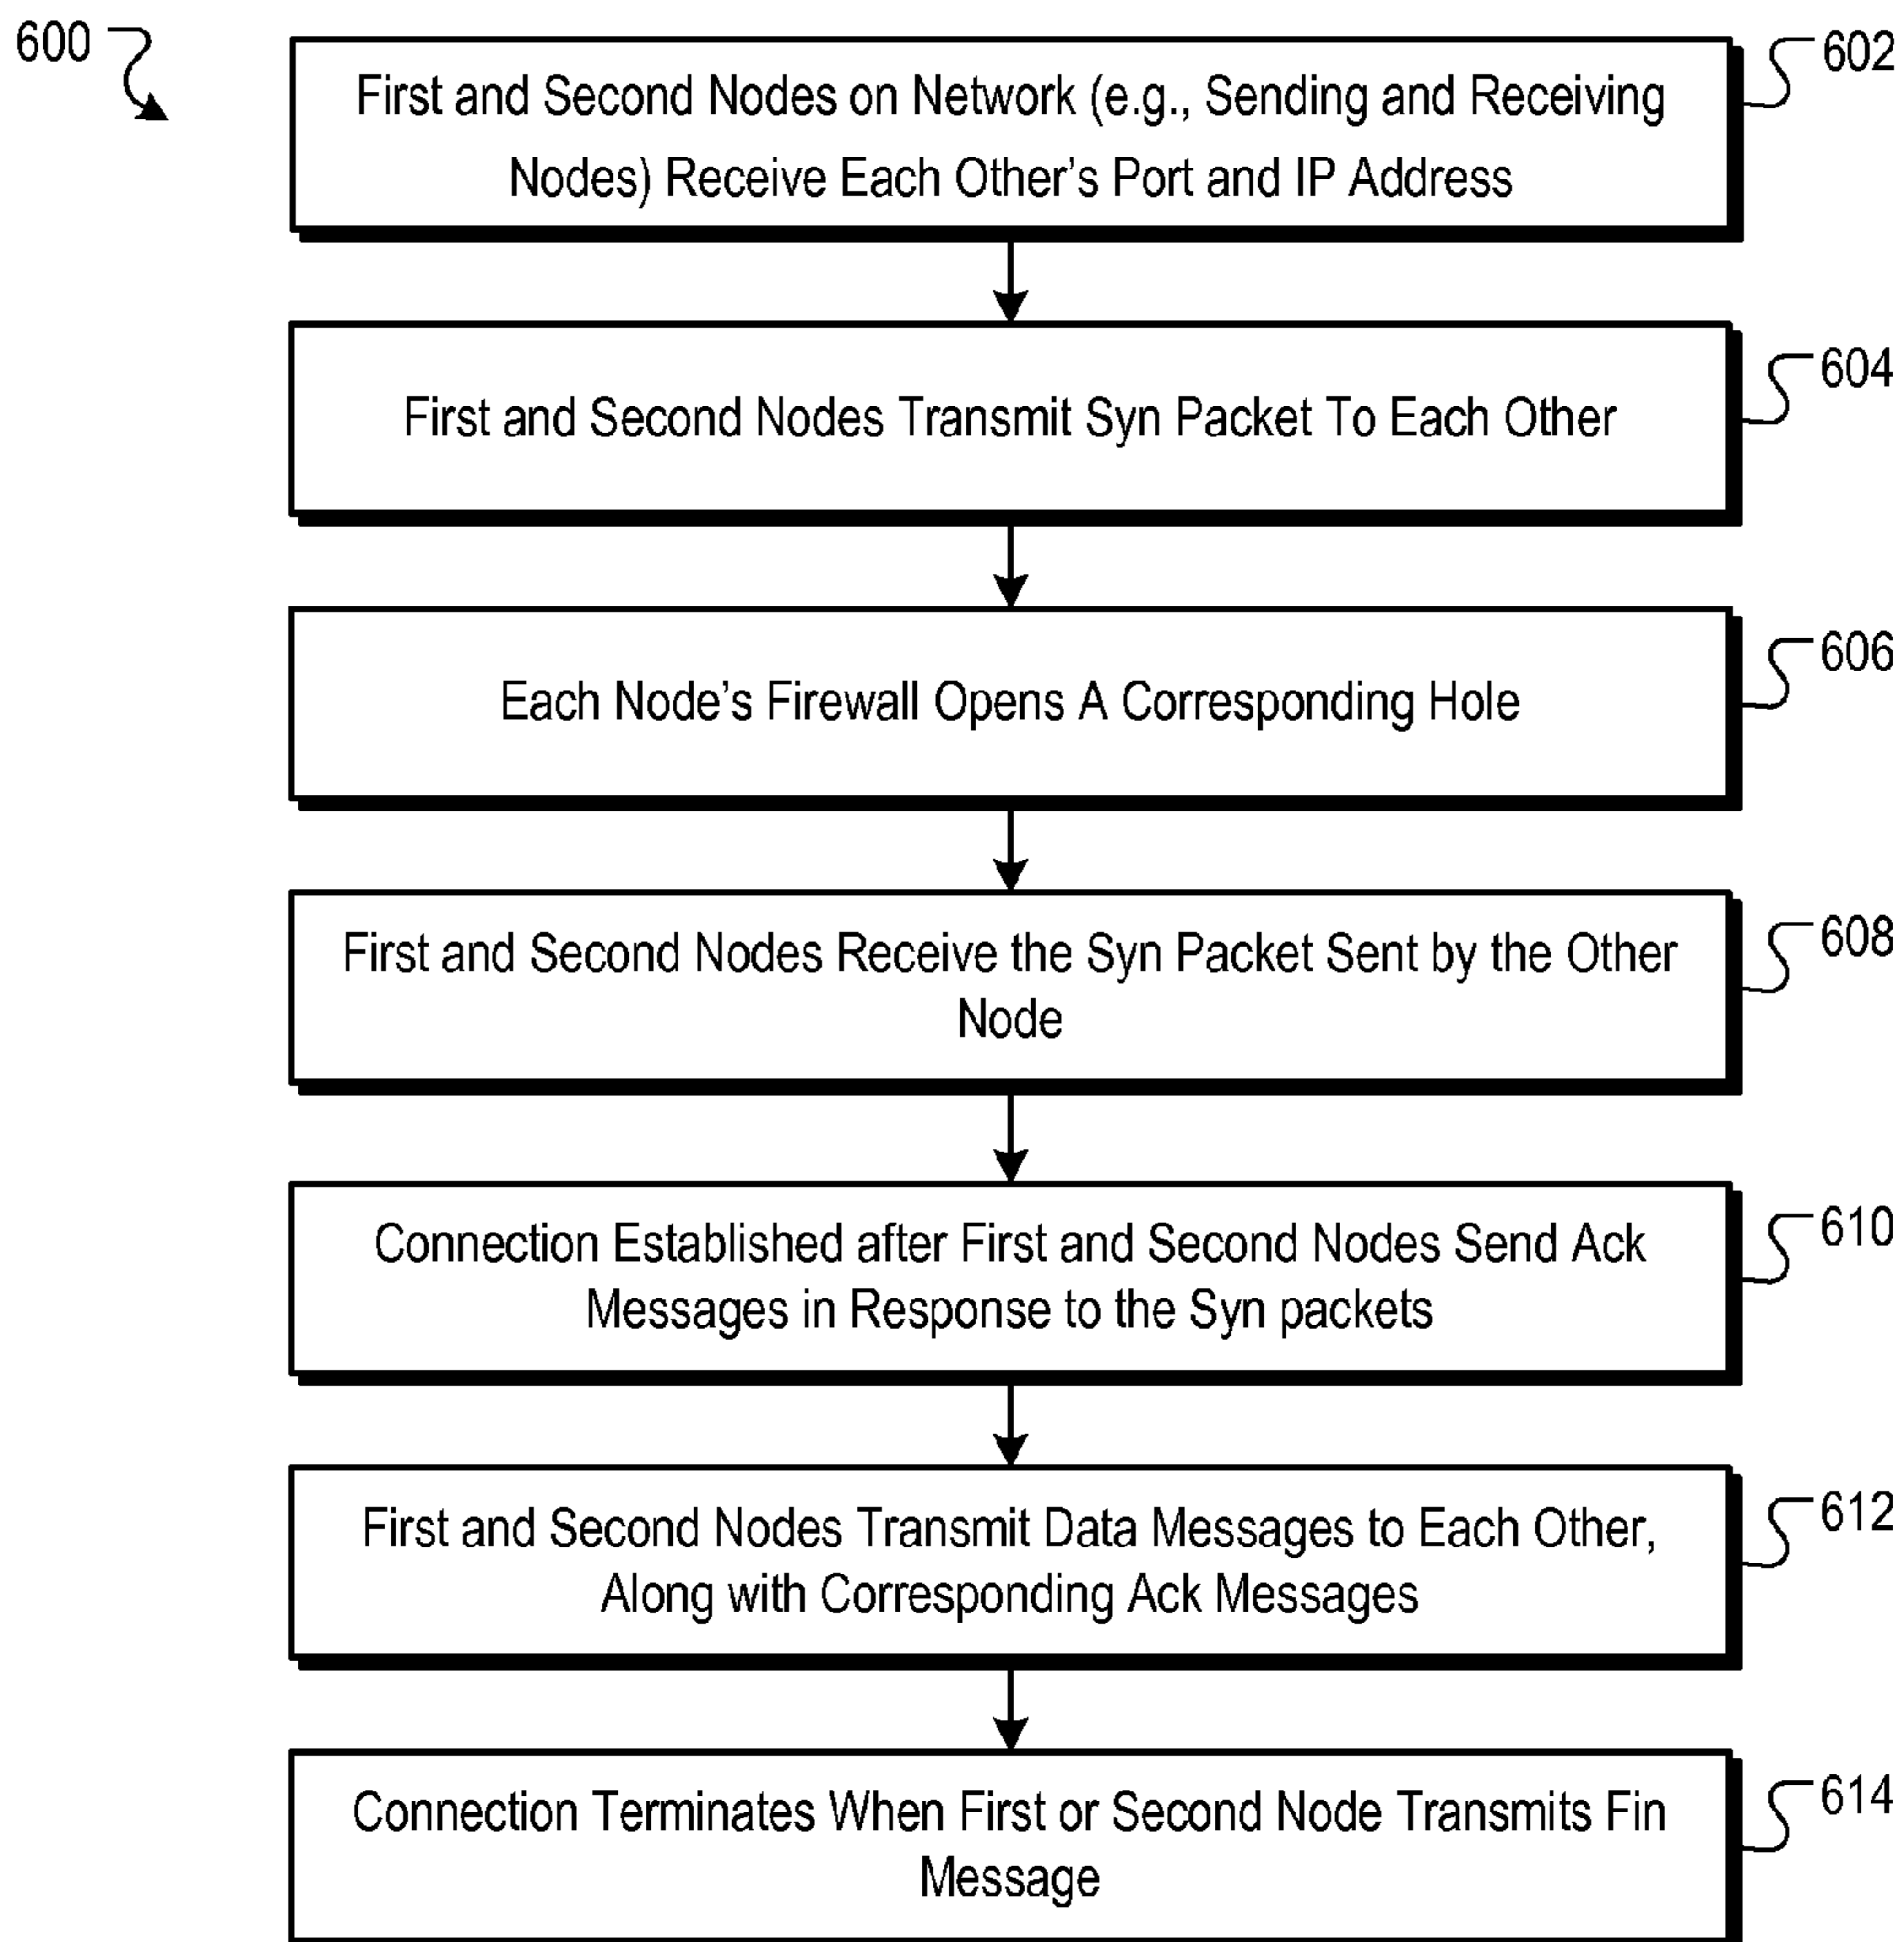 600
602
First and Second Nodes on Network (e.g., Sending and Receiving
Nodes) Receive Each Other's Port and IP Address
604
First and Second Nodes Transmit Syn Packet To Each Other
606
Each Node's Firewall Opens A Corresponding Hole
608
First and Second Nodes Receive the Syn Packet Sent by the Other
Node
610
Connection Established after First and Second Nodes Send Ack
Messages in Response to the Syn packets
612
First and Second Nodes Transmit Data Messages to Each Other,
Along with Corresponding Ack Messages
614
Connection Terminates When First or Second Node Transmits Fin
Message